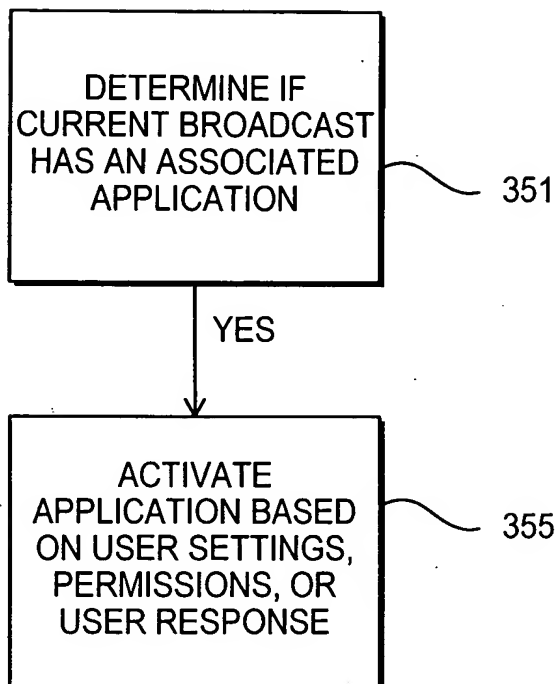 DETERMINE IF
CURRENT BROADCAST
HAS AN ASSOCIATED
APPLICATION
351
YES
ACTIVATE
APPLICATION BASED
ON USER SETTINGS,
PERMISSIONS, OR
USER RESPONSE
355